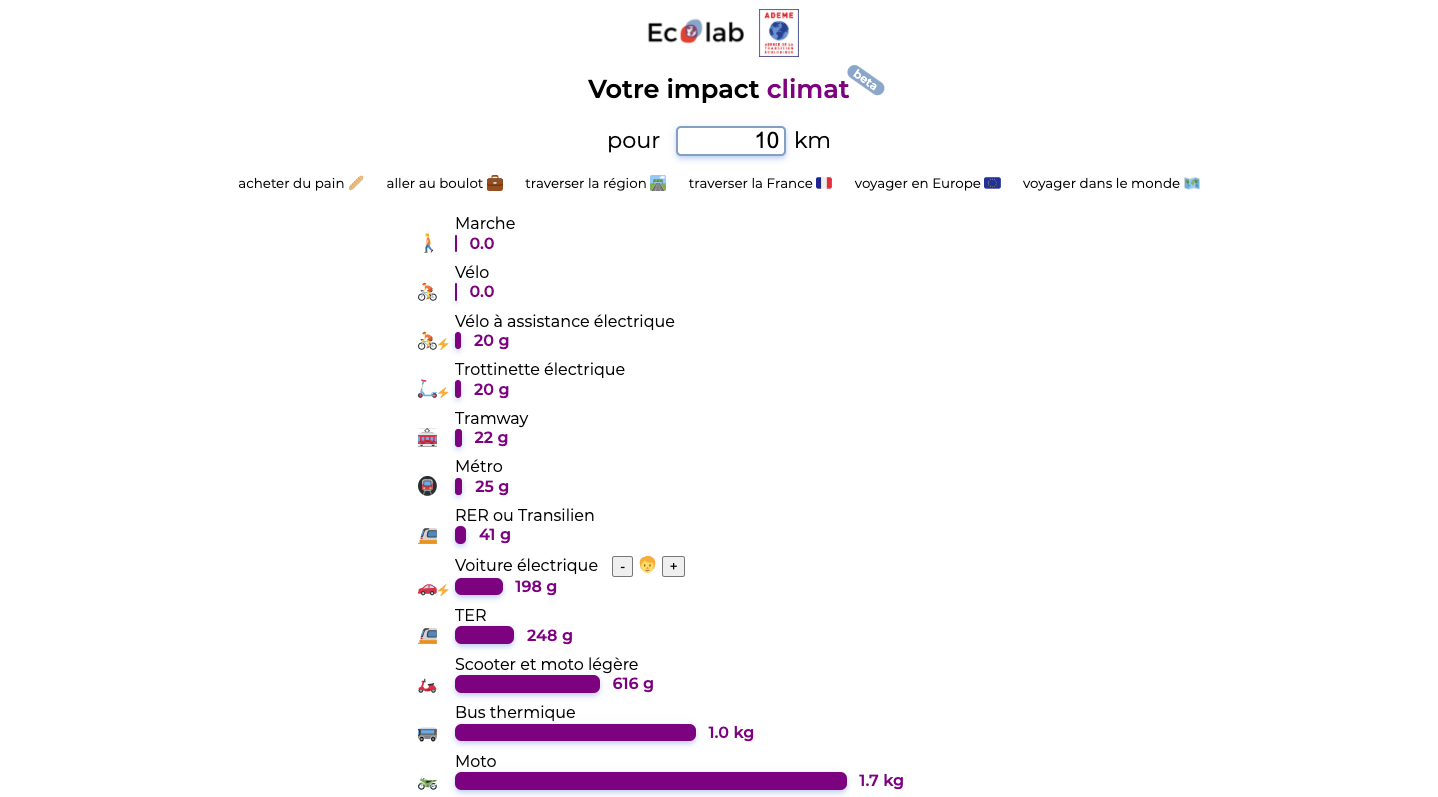 Ecolab
ADEME
AGENCE DE LA
TRANSITION
ÉCOLOGIQUE
Votre impact climat beta
pour 10 km
acheter du pain aller au boulot traverser la région traverser la France voyager en Europe voyager dans le monde
Marche
0.0
Vélo
0.0
Vélo à assistance électrique
20 g
Trottinette électrique
20 g
Tramway
22 g
Métro
25 g
RER ou Transilien
41 g
Voiture électrique - +
198 g
TER
248 g
Scooter et moto légère
616 g
Bus thermique
1.0 kg
Moto
1.7 kg